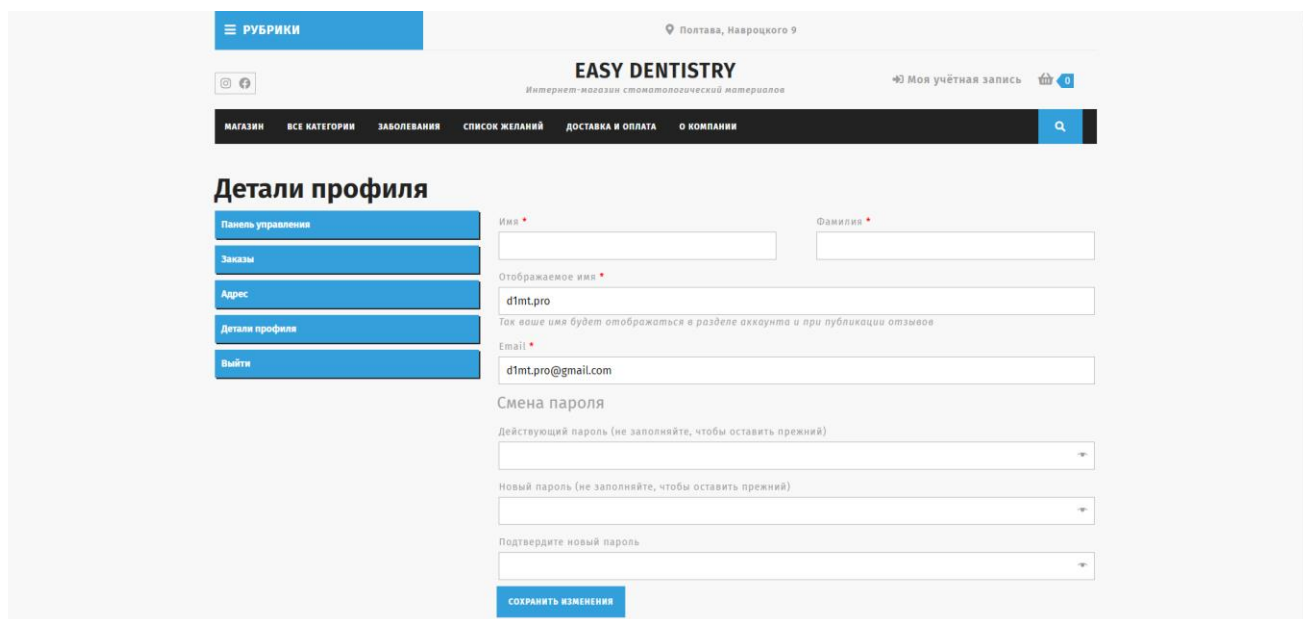 РУБРИКИ
Полтава, Навроцкого 9
EASY DENTISTRY
Интернет-магазин стоматологический материалов
Моя учётная запись 0
МАГАЗИН ВСЕ КАТЕГОРИИ ЗАБОЛЕВАНИЯ СПИСОК ЖЕЛАНИЙ ДОСТАВКА И ОПЛАТА О КОМПАНИИ
Детали профиля
Панель управления
Заказы
Адрес
Детали профиля
Выйти
Имя * Фамилия *
Отображаемое имя *
d1mt.pro
Так ваше имя будет отображаться в разделе аккаунта и при публикации отзывов
Email *
d1mt.pro@gmail.com
Смена пароля
Действующий пароль (не заполняйте, чтобы оставить прежний)
Новый пароль (не заполняйте, чтобы оставить прежний)
Подтвердите новый пароль
СОХРАНИТЬ ИЗМЕНЕНИЯ